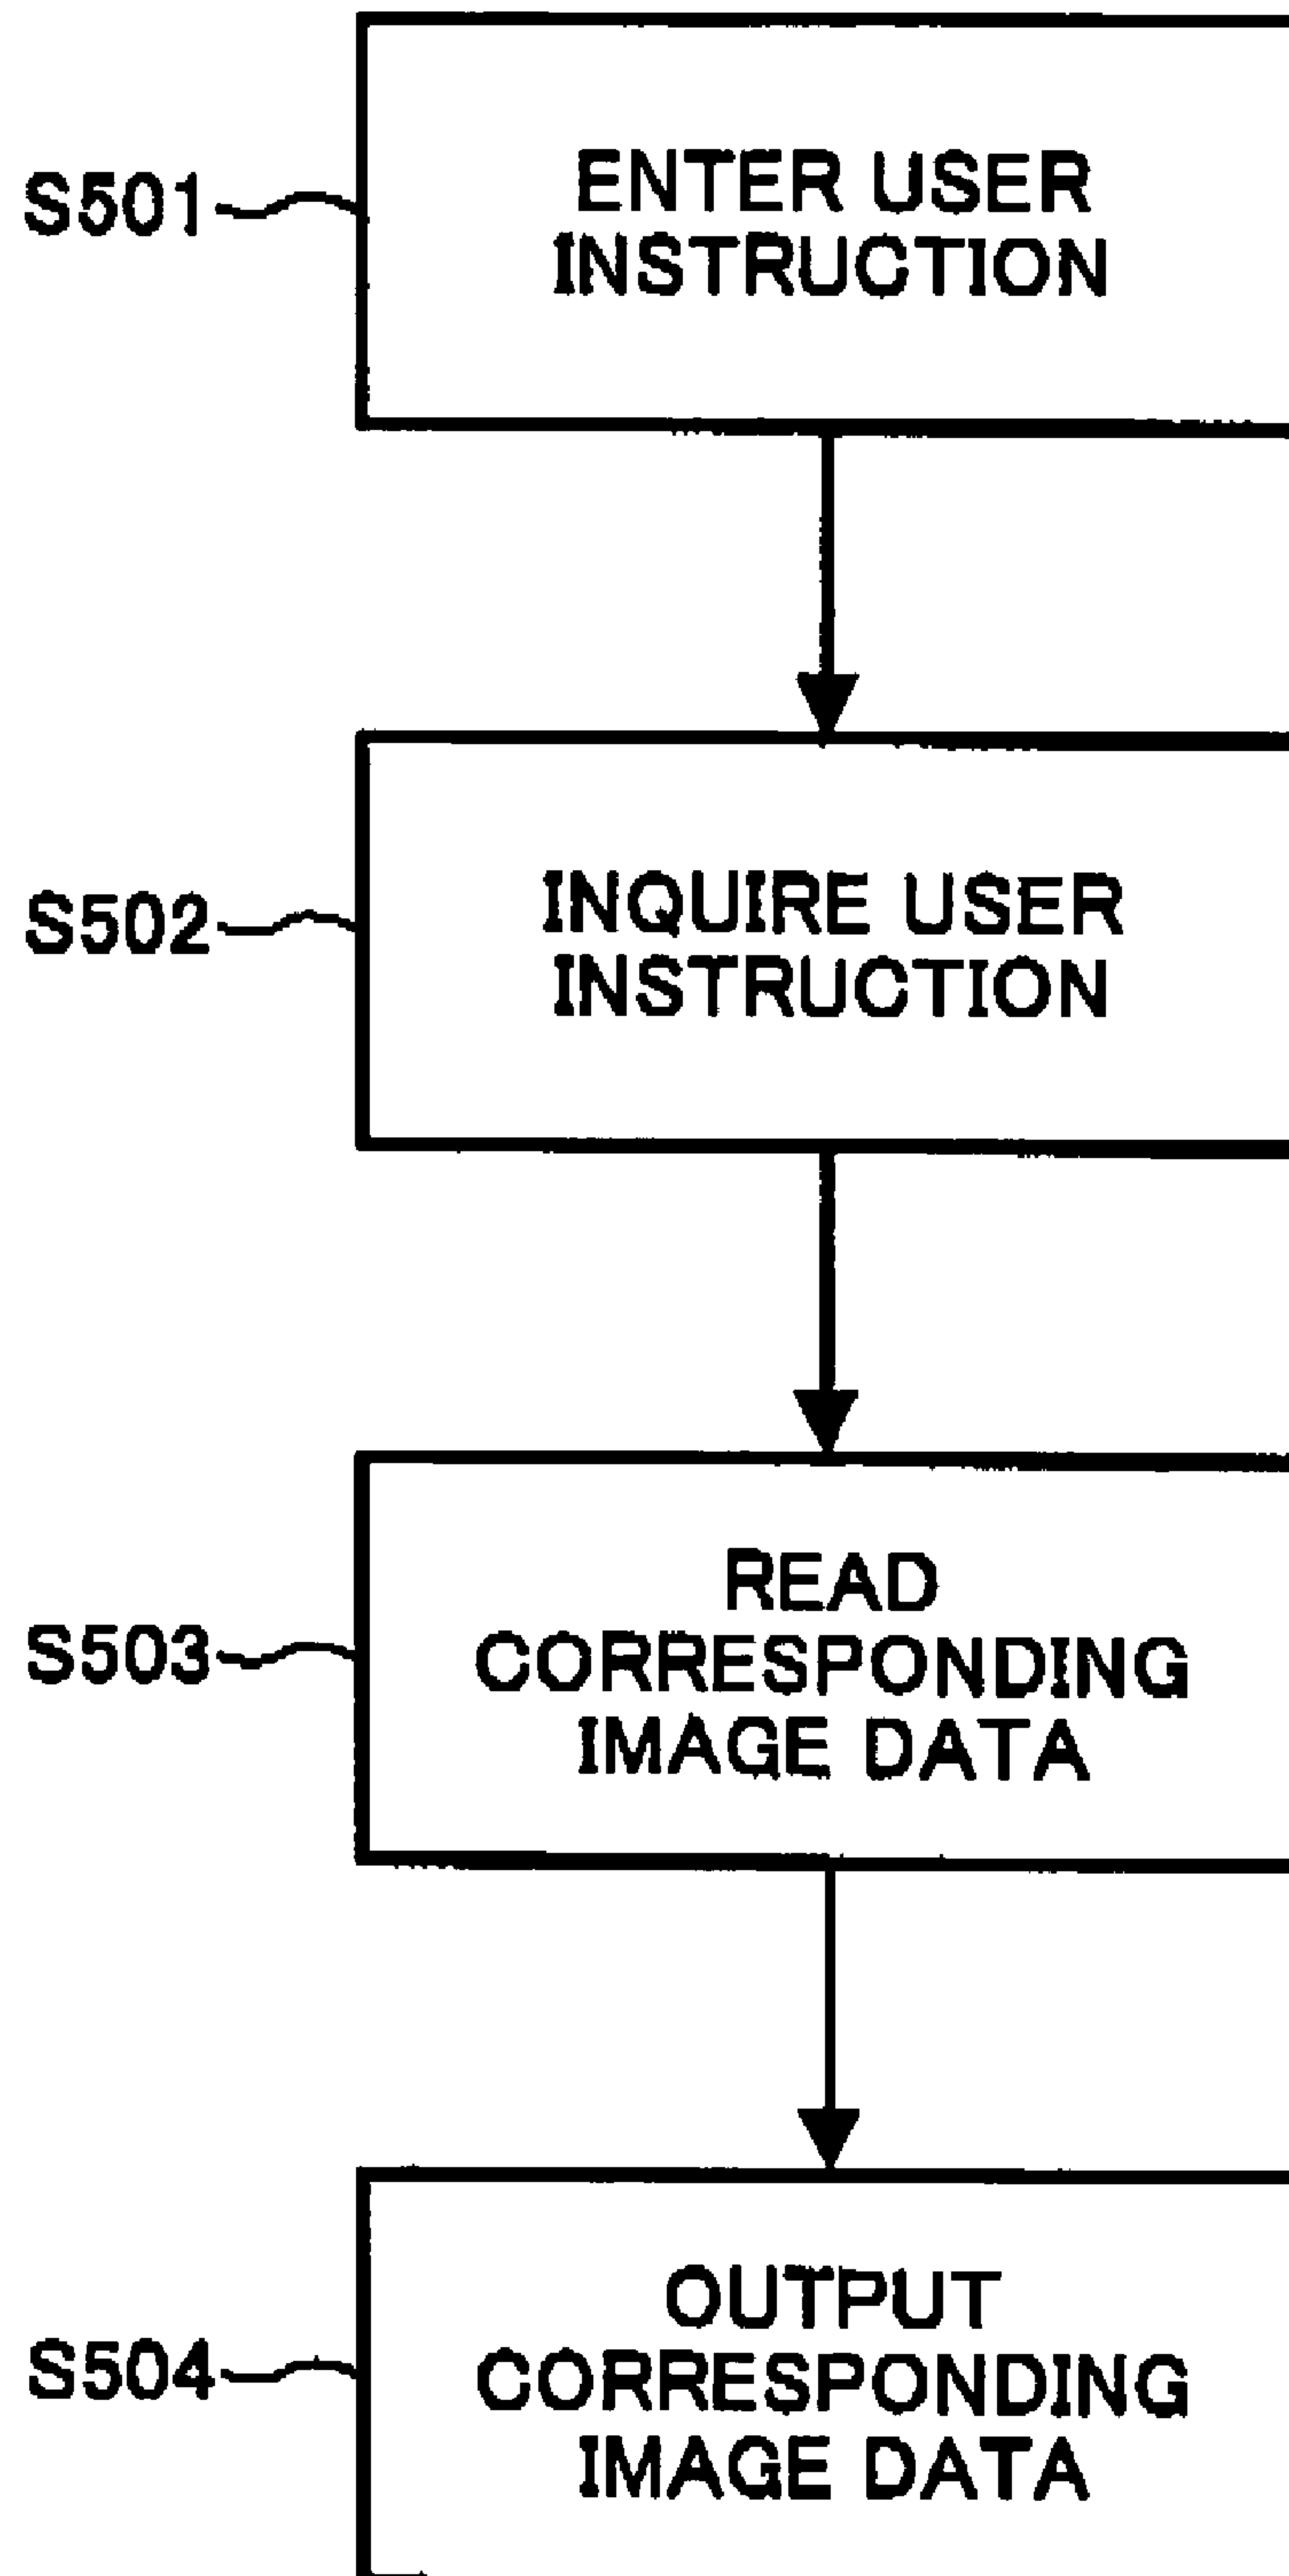 S501
ENTER USER
INSTRUCTION
S502
INQUIRE USER
INSTRUCTION
S503
READ
CORRESPONDING
IMAGE DATA
S504
OUTPUT
CORRESPONDING
IMAGE DATA